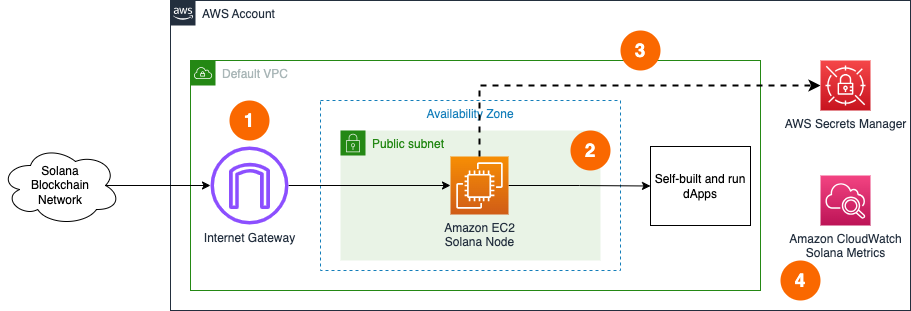 aws
AWS Account
3
Default VPC
1
Availability Zone
AWS Secrets Manager
Public subnet
2
Solana
Blockchain
Network
Self-built and run
dApps
Internet Gateway
Amazon EC2
Solana Node
Amazon CloudWatch
Solana Metrics
4